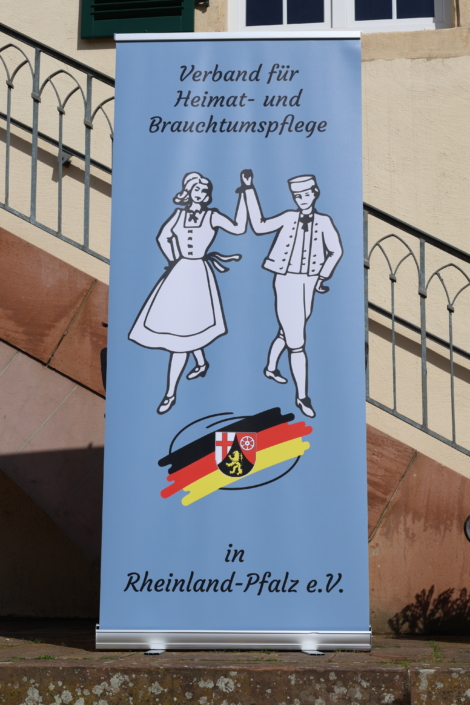 Verband für
Heimat- und
Brauchtumspflege
in
Rheinland-Pfalz e.V.